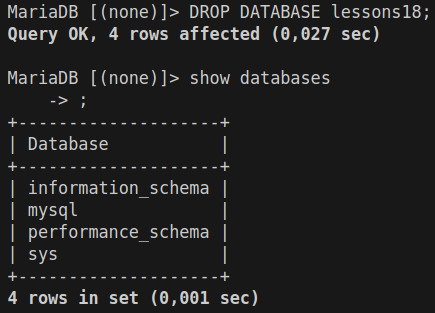 MariaDB [(none)]> DROP DATABASE lessons18;
Query OK, 4 rows affected (0,027 sec)
MariaDB [(none)]> show databases
    -> ;
+--------------------+
| Database           |
+--------------------+
| information_schema |
| mysql              |
| performance_schema |
| sys                |
+--------------------+
4 rows in set (0,001 sec)